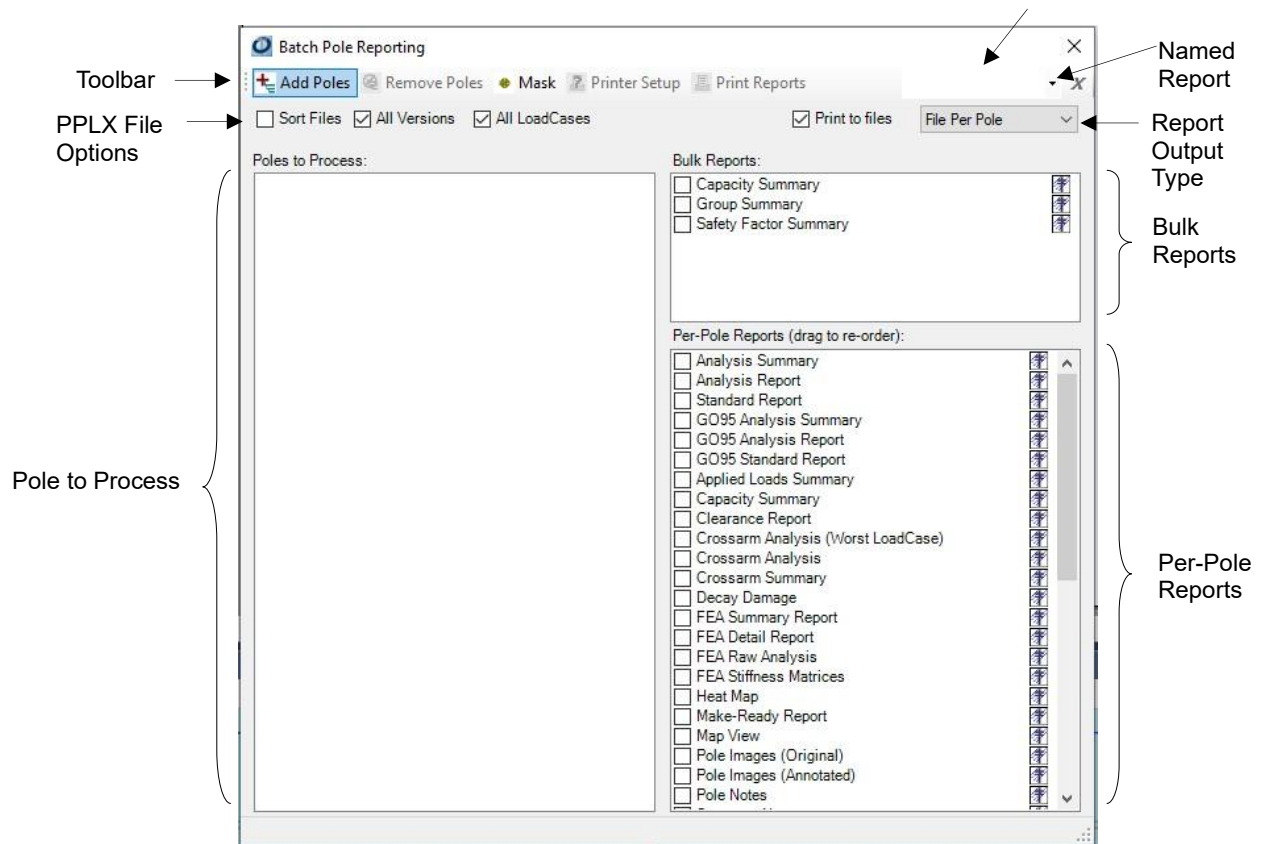 Batch Pole Reporting
Named
Report
Toolbar
Add Poles Remove Poles Mask Printer Setup Print Reports X
PPLX File
Options
Sort Files All Versions All LoadCases Print to files File Per Pole
Report
Output
Type
Poles to Process:
Bulk Reports:
Capacity Summary
Group Summary
Safety Factor Summary
Bulk
Reports
Per-Pole Reports (drag to re-order):
Analysis Summary
Analysis Report
Standard Report
GO95 Analysis Summary
GO95 Analysis Report
GO95 Standard Report
Applied Loads Summary
Capacity Summary
Clearance Report
Crossarm Analysis (Worst LoadCase)
Crossarm Analysis
Crossarm Summary
Decay Damage
FEA Summary Report
FEA Detail Report
FEA Raw Analysis
FEA Stiffness Matrices
Heat Map
Make-Ready Report
Map View
Pole Images (Original)
Pole Images (Annotated)
Pole Notes
Pole to Process
Per-Pole
Reports